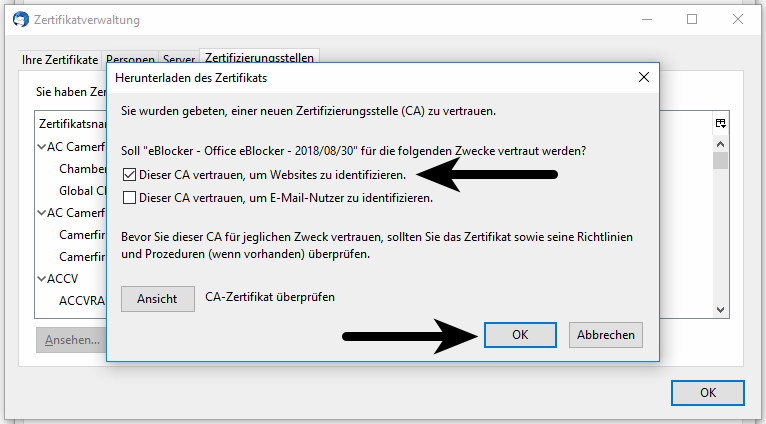 Zertifikatverwaltung
Ihre Zertifikate Personen Server Zertifizierungsstellen
Herunterladen des Zertifikats
Sie haben Zer
Sie wurden gebeten, einer neuen Zertifizierungsstelle (CA) zu vertrauen.
Zertifikatsna
AC Camerf
Soll "eBlocker - Office eBlocker - 2018/08/30" für die folgenden Zwecke vertraut werden?
Chambe
Dieser CA vertrauen, um Websites zu identifizieren.
Global Cl
Dieser CA vertrauen, um E-Mail-Nutzer zu identifizieren.
AC Camerf
Camerfin
Bevor Sie dieser CA für jeglichen Zweck vertrauen, sollten Sie das Zertifikat sowie seine Richtlinien
und Prozeduren (wenn vorhanden) überprüfen.
Camerfin
ACCV
ACCVRA
Ansicht CA-Zertifikat überprüfen
Ansehen...
OK Abbrechen
OK